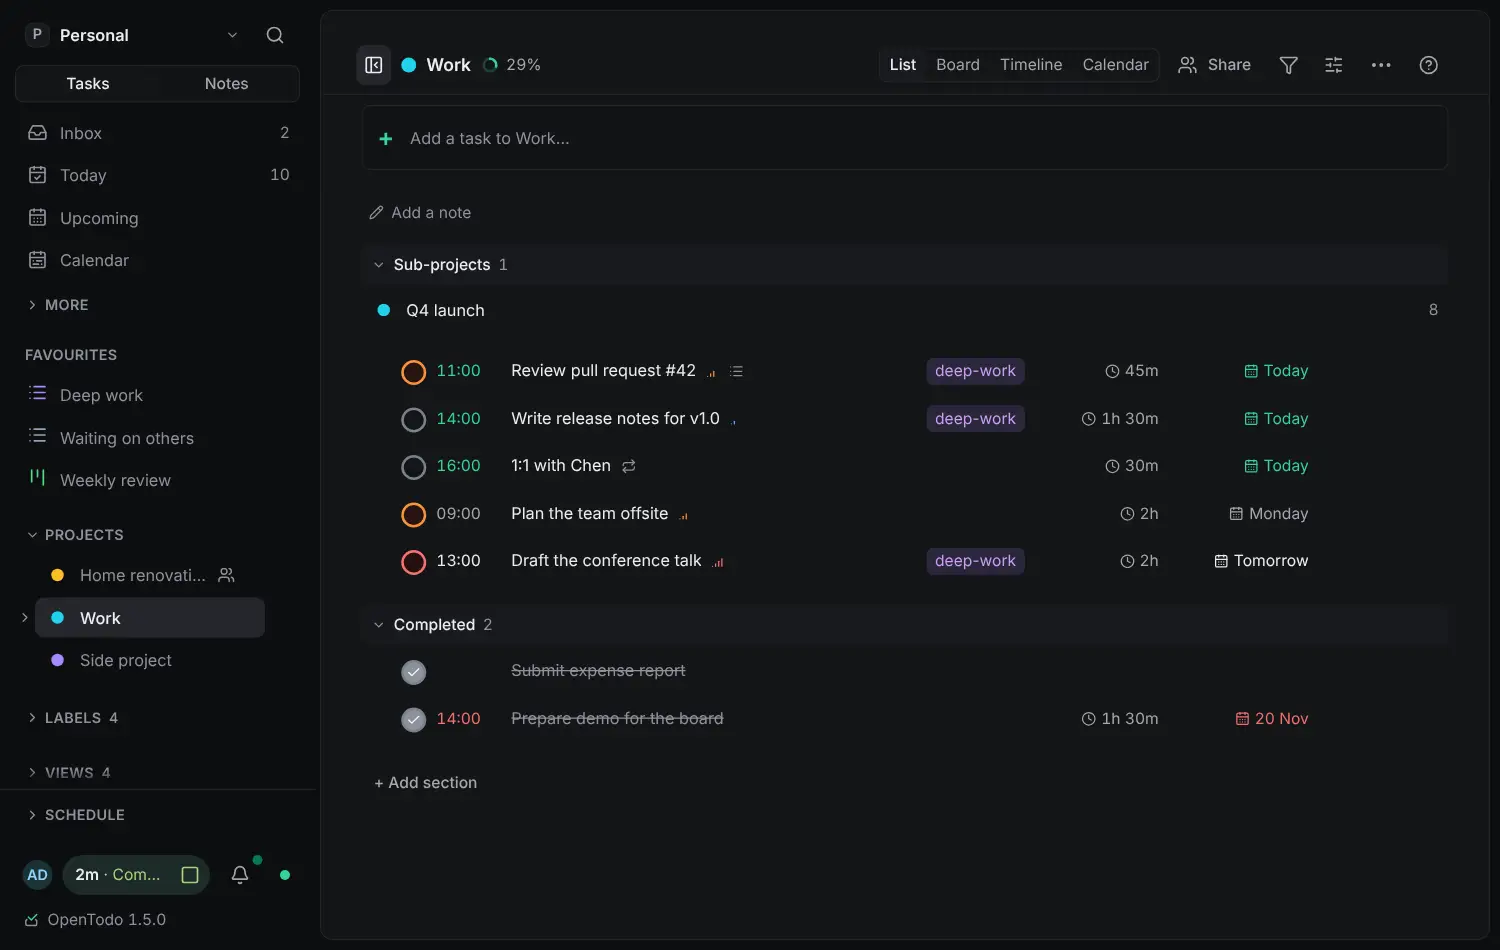 P Personal
Tasks Notes
Inbox 2
Today 10
Upcoming
Calendar
MORE
FAVOURITES
Deep work
Waiting on others
Weekly review
PROJECTS
Home renovati...
Work
Side project
LABELS 4
VIEWS 4
SCHEDULE
AD 2m · Com...
OpenTodo 1.5.0
Work 29% List Board Timeline Calendar Share
Add a task to Work...
Add a note
Sub-projects 1
Q4 launch 8
11:00 Review pull request #42 deep-work 45m Today
14:00 Write release notes for v1.0 deep-work 1h 30m Today
16:00 1:1 with Chen 30m Today
09:00 Plan the team offsite 2h Monday
13:00 Draft the conference talk deep-work 2h Tomorrow
Completed 2
Submit expense report
14:00 Prepare demo for the board 1h 30m 20 Nov
+ Add section